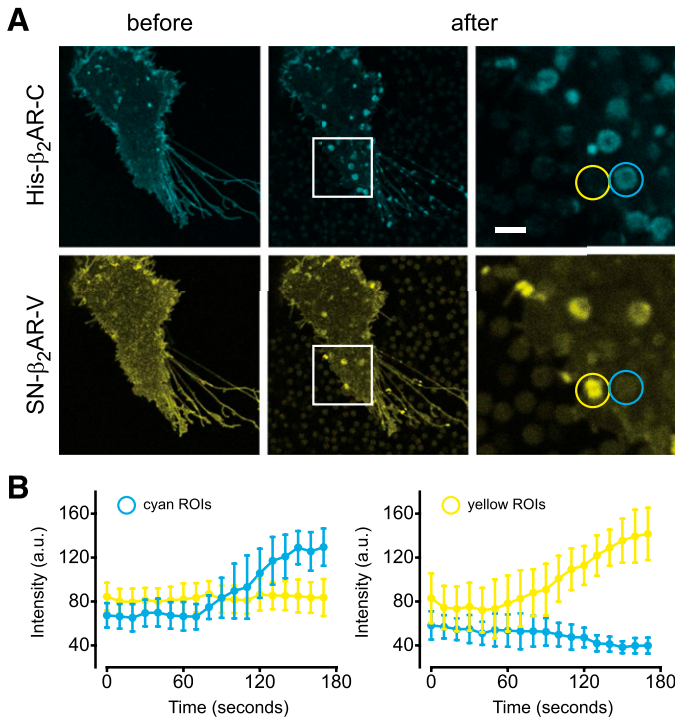 A
before
after
His-β₂AR-C
SN-β₂AR-V
B
cyan ROIs
160
120
80
40
Intensity (a.u.)
0
60
120
180
Time (seconds)
yellow ROIs
160
120
80
40
Intensity (a.u.)
0
60
120
180
Time (seconds)